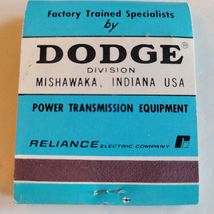 Factory Trained Specialists
by
DODGE®
DIVISION
MISHAWAKA, INDIANA USA
POWER TRANSMISSION EQUIPMENT
RELIANCE ELECTRIC COMPANY